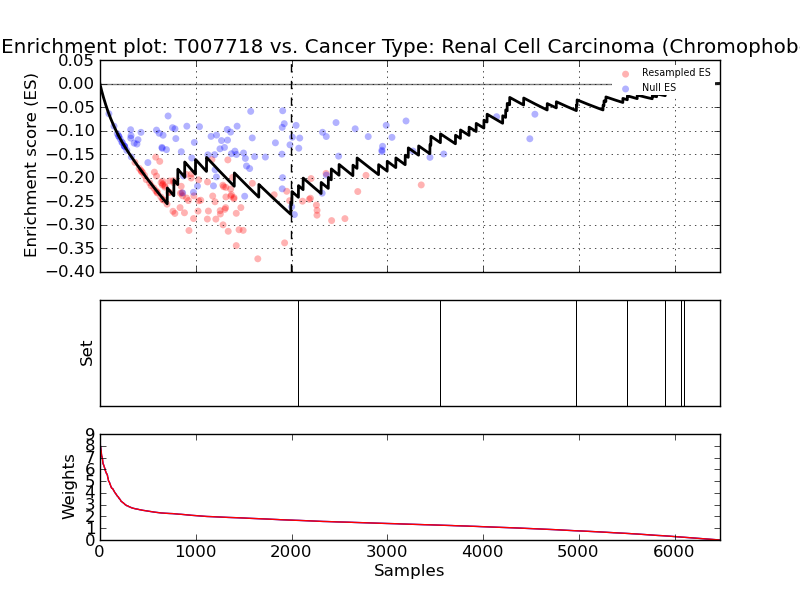 Enrichment plot: T007718 vs. Cancer Type: Renal Cell Carcinoma (Chromophob
0.05
0.00
−0.05
−0.10
−0.15
−0.20
−0.25
−0.30
−0.35
−0.40
Enrichment score (ES)
Resampled ES
Null ES
Set
9
8
7
6
5
4
3
2
1
0
Weights
0 1000 2000 3000 4000 5000 6000
Samples